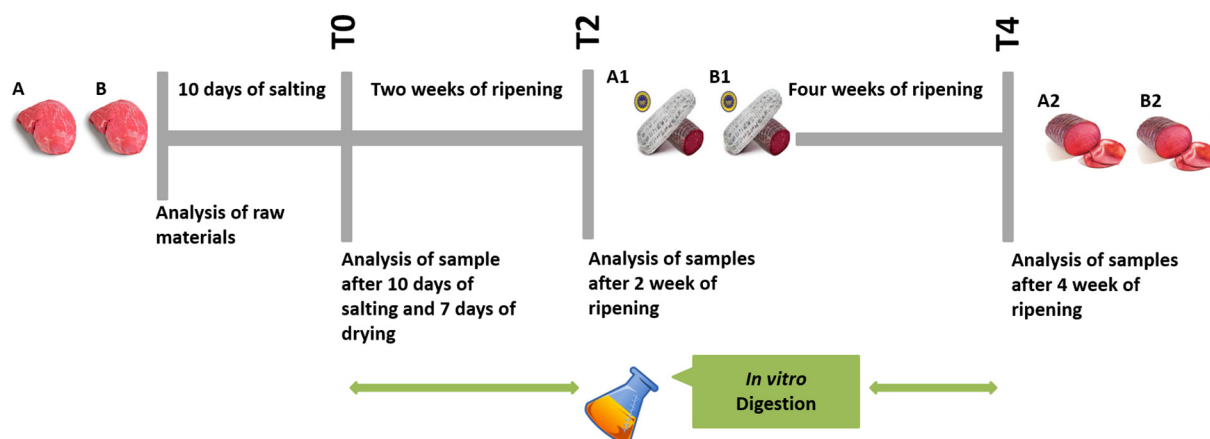 T0
T2
T4
A
B
10 days of salting
Two weeks of ripening
A1
B1
Four weeks of ripening
A2
B2
Analysis of raw
materials
Analysis of sample
after 10 days of
salting and 7 days of
drying
Analysis of samples
after 2 week of
ripening
Analysis of samples
after 4 week of
ripening
In vitro
Digestion